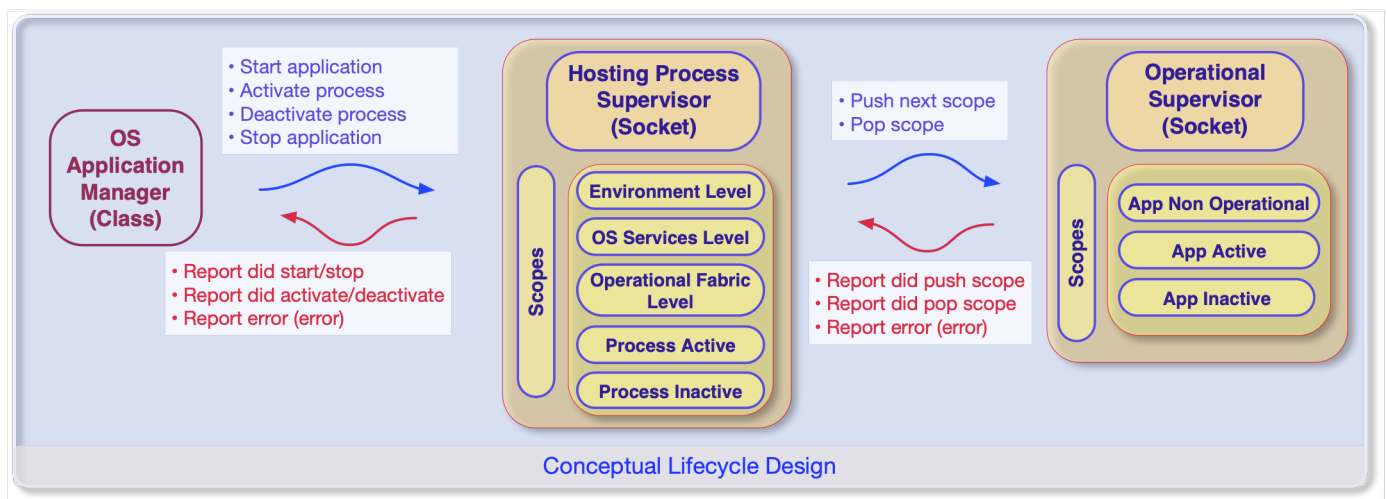 OS
Application
Manager
(Class)
• Start application
• Activate process
• Deactivate process
• Stop application
• Report did start/stop
• Report did activate/deactivate
• Report error (error)
Hosting Process
Supervisor
(Socket)
Scopes
Environment Level
OS Services Level
Operational Fabric
Level
Process Active
Process Inactive
• Push next scope
• Pop scope
• Report did push scope
• Report did pop scope
• Report error (error)
Operational
Supervisor
(Socket)
Scopes
App Non Operational
App Active
App Inactive
Conceptual Lifecycle Design